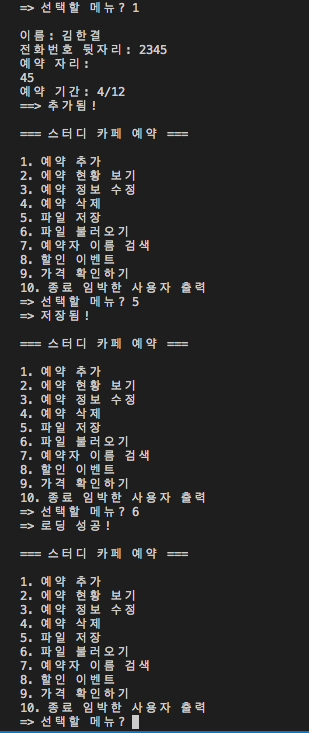 => 선택할 메뉴? 1
이름 : 김한결
전화번호 뒷자리 : 2345
예약 자리 :
45
예약 기간 : 4/12
==> 추가됨!
=== 스터디 카페 예약 ===
1. 예약 추가
2. 예약 현황 보기
3. 예약 정보 수정
4. 예약 삭제
5. 파일 저장
6. 파일 불러오기
7. 예약자 이름 검색
8. 할인 이벤트
9. 가격 확인하기
10. 종료 임박한 사용자 출력
=> 선택할 메뉴? 5
=> 저장됨!
=== 스터디 카페 예약 ===
1. 예약 추가
2. 예약 현황 보기
3. 예약 정보 수정
4. 예약 삭제
5. 파일 저장
6. 파일 불러오기
7. 예약자 이름 검색
8. 할인 이벤트
9. 가격 확인하기
10. 종료 임박한 사용자 출력
=> 선택할 메뉴? 6
=> 로딩 성공!
=== 스터디 카페 예약 ===
1. 예약 추가
2. 예약 현황 보기
3. 예약 정보 수정
4. 예약 삭제
5. 파일 저장
6. 파일 불러오기
7. 예약자 이름 검색
8. 할인 이벤트
9. 가격 확인하기
10. 종료 임박한 사용자 출력
=> 선택할 메뉴?